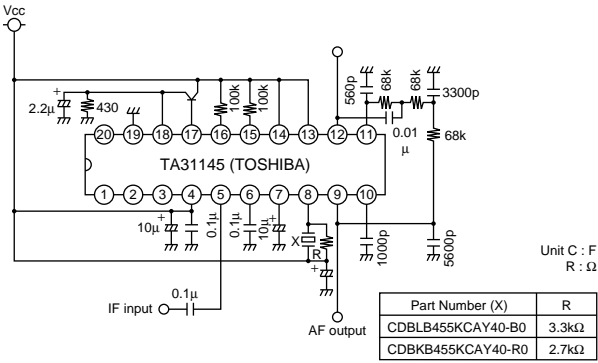 Vcc
+
2.2μ
430
100k
100k
560p
68k
68k
3300p
0.01
μ
68k
20 19 18 17 16 15 14 13 12 11
TA31145 (TOSHIBA)
1 2 3 4 5 6 7 8 9 10
10μ
+
0.1μ
0.1μ
10μ
+
X
R
+
1000p
5600p
IF input
0.1μ
AF output
Unit C : F
R : Ω
Part Number (X) R
CDBLB455KCAY40-B0 3.3kΩ
CDBKB455KCAY40-R0 2.7kΩ